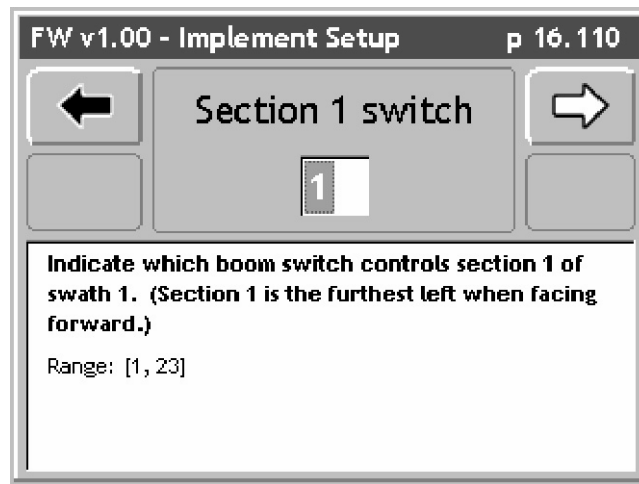 FW v1.00 - Implement Setup p 16.110
Section 1 switch
1
Indicate which boom switch controls section 1 of
swath 1. (Section 1 is the furthest left when facing
forward.)
Range: [1, 23]